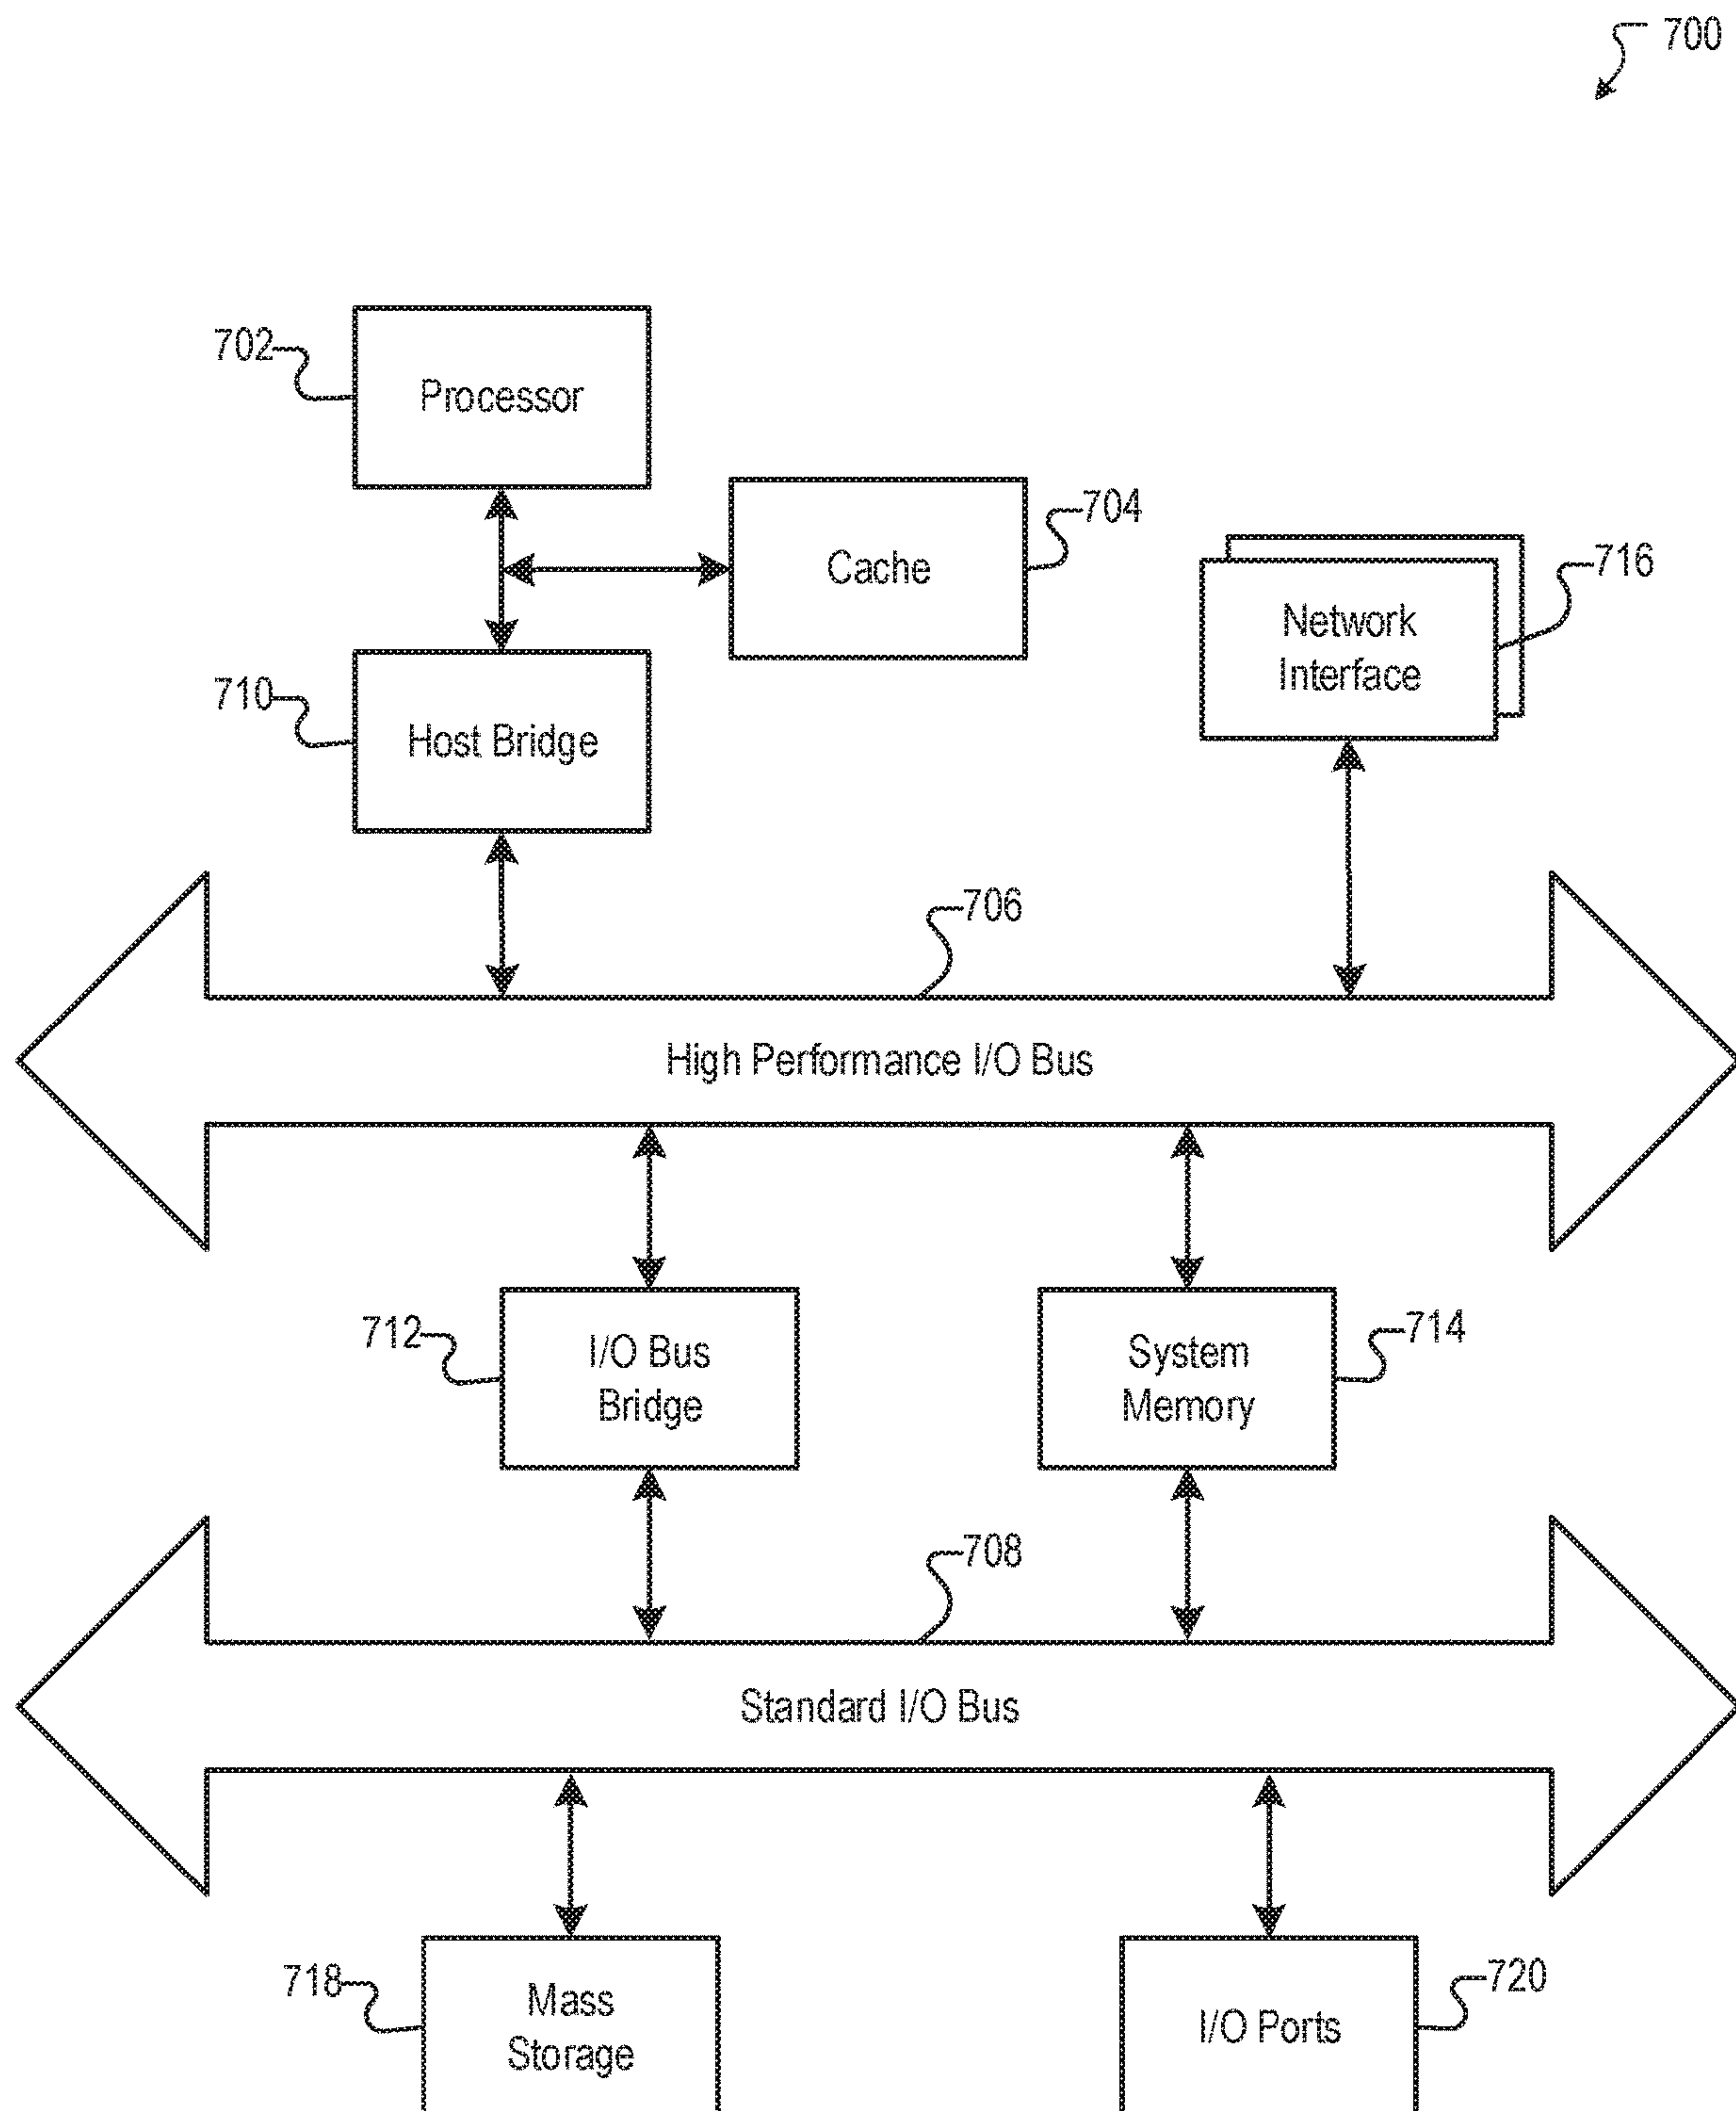 700
702
Processor
704
Cache
716
Network
Interface
710
Host Bridge
706
High Performance I/O Bus
712
I/O Bus
Bridge
714
System
Memory
708
Standard I/O Bus
718
Mass
Storage
720
I/O Ports